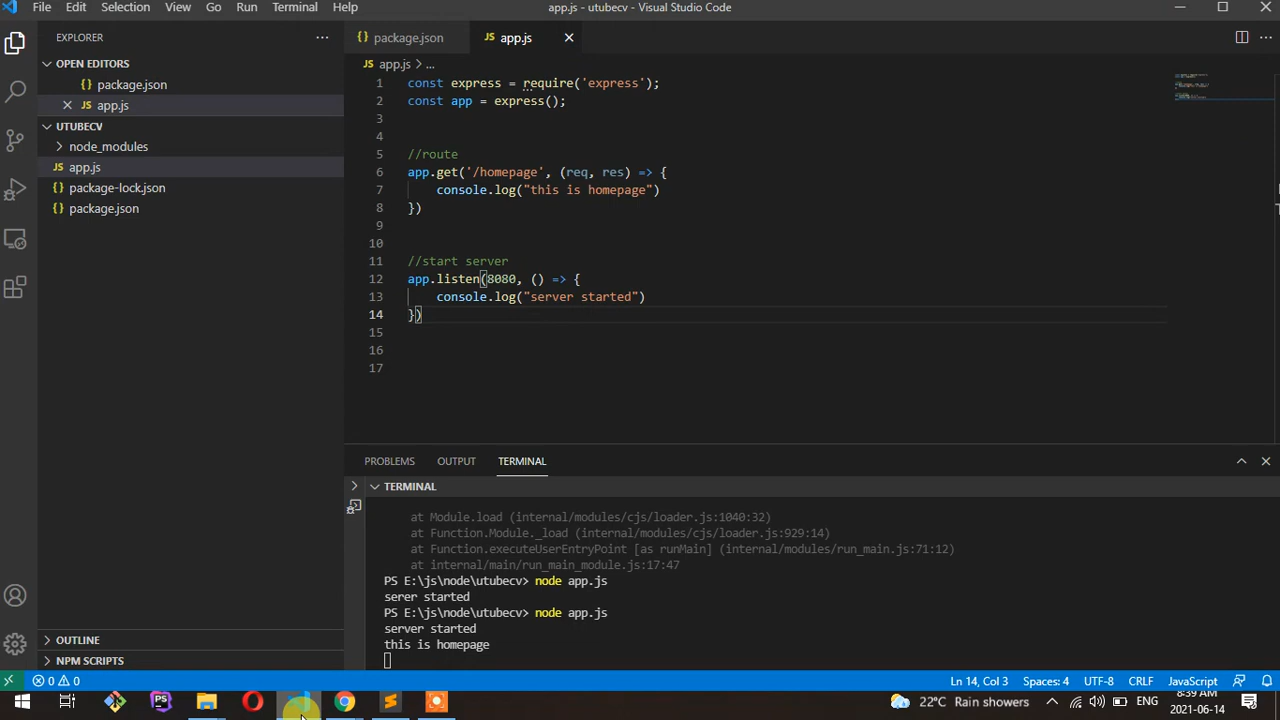 File Edit Selection View Go Run Terminal Help
app.js - utubecv - Visual Studio Code
EXPLORER
package.json
app.js
OPEN EDITORS
package.json
app.js
UTUBECV
node_modules
app.js
package-lock.json
package.json
OUTLINE
NPM SCRIPTS
JS app.js > ...
1 const express = require('express');
2 const app = express();
3
4
5 //route
6 app.get('/homepage', (req, res) => {
7 console.log("this is homepage")
8 })
9
10
11 //start server
12 app.listen(8080, () => {
13 console.log("server started")
14 })
15
16
17
PROBLEMS OUTPUT TERMINAL
TERMINAL
at Module.load (internal/modules/cjs/loader.js:1040:32)
at Function.Module._load (internal/modules/cjs/loader.js:929:14)
at Function.executeUserEntryPoint [as runMain] (internal/modules/run_main.js:71:12)
at internal/main/run_main_module.js:17:47
PS E:\js\node\utubecv> node app.js
serer started
PS E:\js\node\utubecv> node app.js
server started
this is homepage
0 0
Ln 14, Col 3 Spaces: 4 UTF-8 CRLF JavaScript
22°C Rain showers
ENG
8:39 AM
2021-06-14